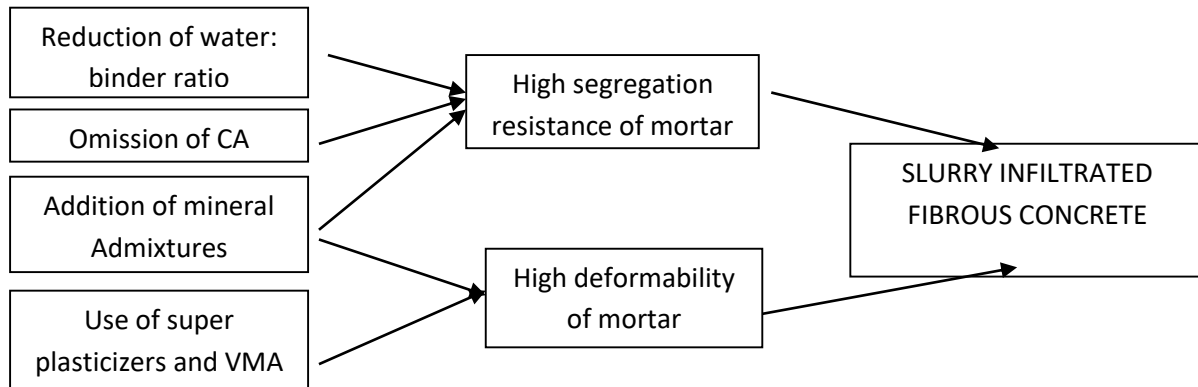 Reduction of water:
binder ratio
Omission of CA
Addition of mineral
Admixtures
Use of super
plasticizers and VMA
High segregation
resistance of mortar
High deformability
of mortar
SLURRY INFILTRATED
FIBROUS CONCRETE